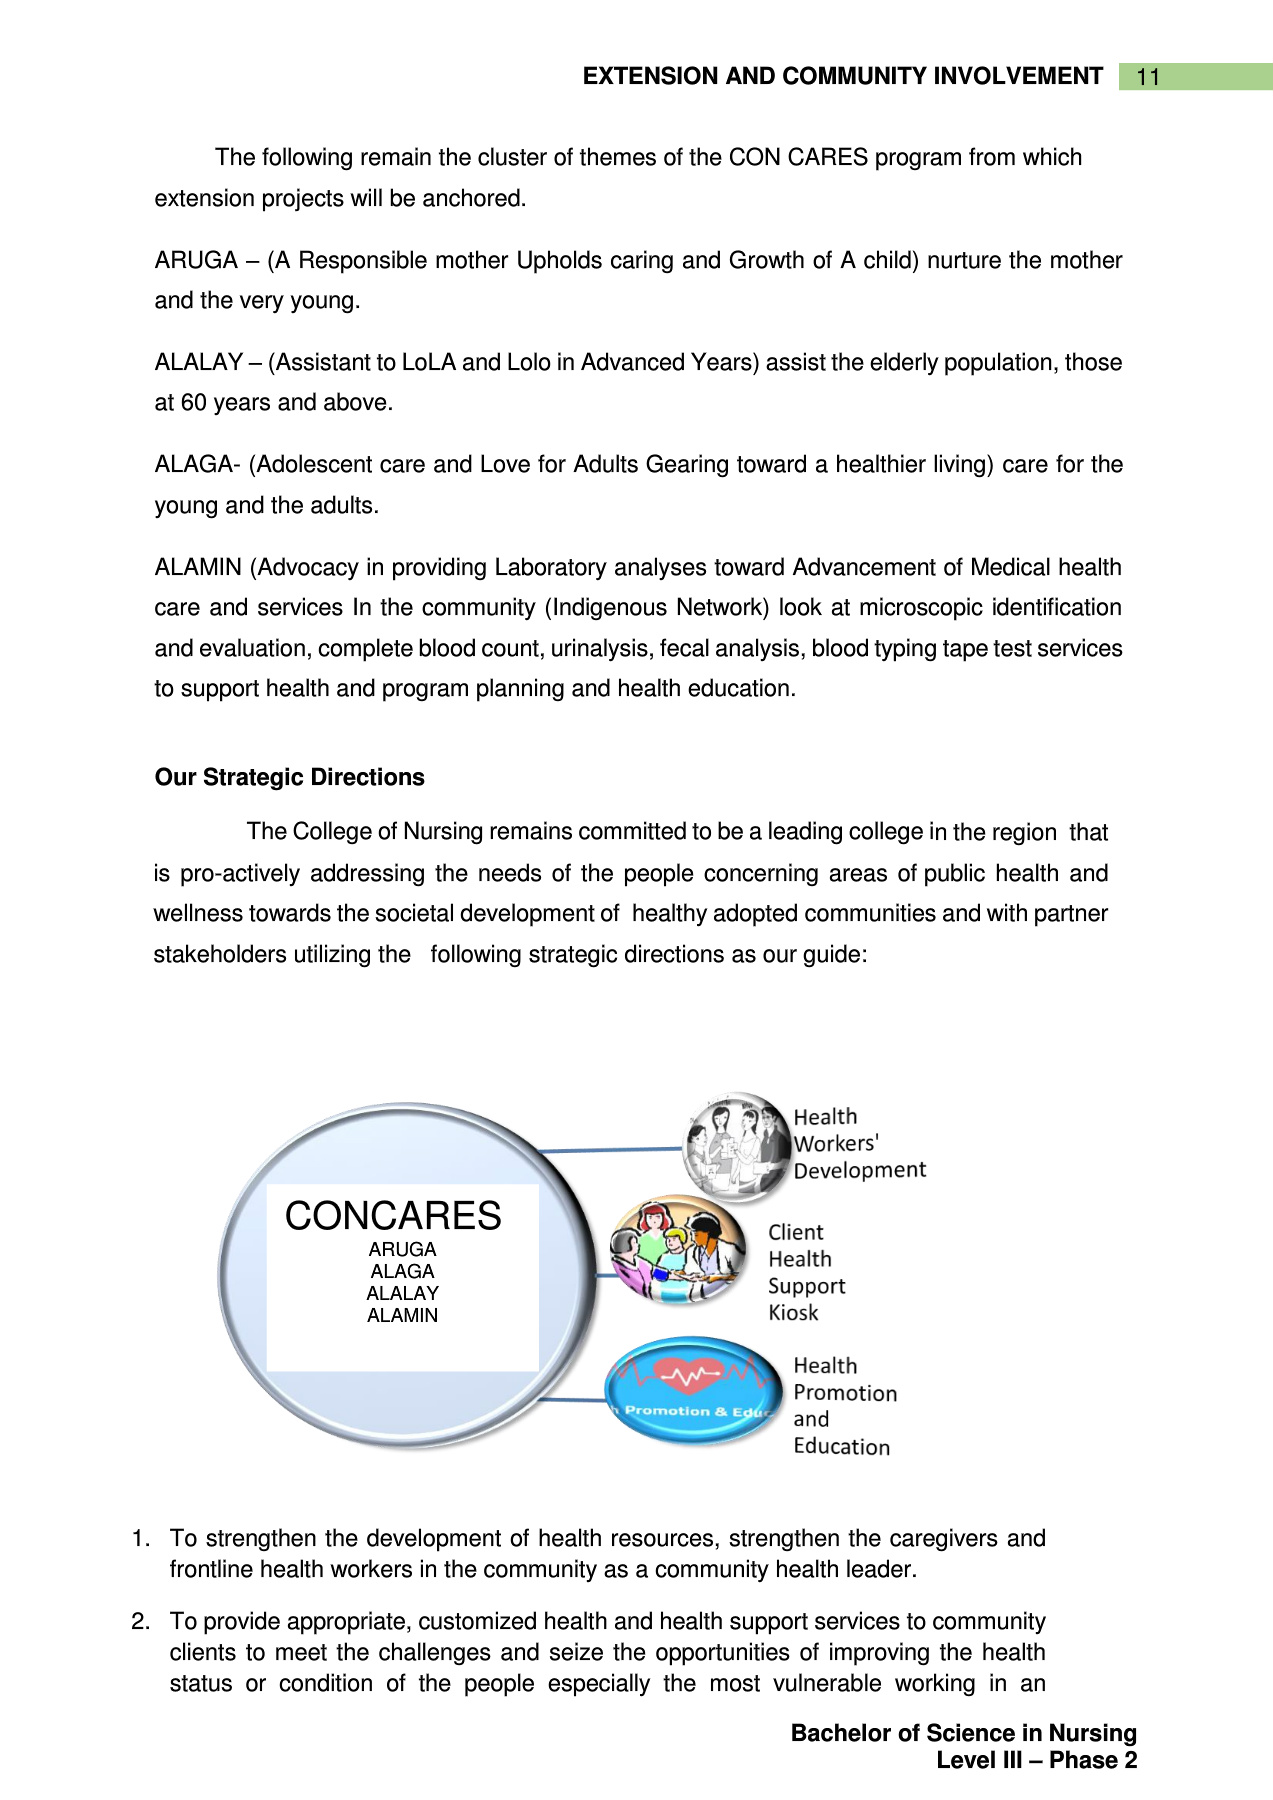 EXTENSION AND COMMUNITY INVOLVEMENT 11
The following remain the cluster of themes of the CON CARES program from which
extension projects will be anchored.
ARUGA – (A Responsible mother Upholds caring and Growth of A child) nurture the mother
and the very young.
ALALAY – (Assistant to LoLA and Lolo in Advanced Years) assist the elderly population, those
at 60 years and above.
ALAGA- (Adolescent care and Love for Adults Gearing toward a healthier living) care for the
young and the adults.
ALAMIN (Advocacy in providing Laboratory analyses toward Advancement of Medical health
care and services In the community (Indigenous Network) look at microscopic identification
and evaluation, complete blood count, urinalysis, fecal analysis, blood typing tape test services
to support health and program planning and health education.
Our Strategic Directions
The College of Nursing remains committed to be a leading college in the region that
is pro-actively addressing the needs of the people concerning areas of public health and
wellness towards the societal development of healthy adopted communities and with partner
stakeholders utilizing the following strategic directions as our guide:
CONCARES
ARUGA
ALAGA
ALALAY
ALAMIN
Health
Workers'
Development
Client
Health
Support
Kiosk
Promotion & Educ
Health
Promotion
and
Education
1. To strengthen the development of health resources, strengthen the caregivers and
frontline health workers in the community as a community health leader.
2. To provide appropriate, customized health and health support services to community
clients to meet the challenges and seize the opportunities of improving the health
status or condition of the people especially the most vulnerable working in an
Bachelor of Science in Nursing
Level III – Phase 2